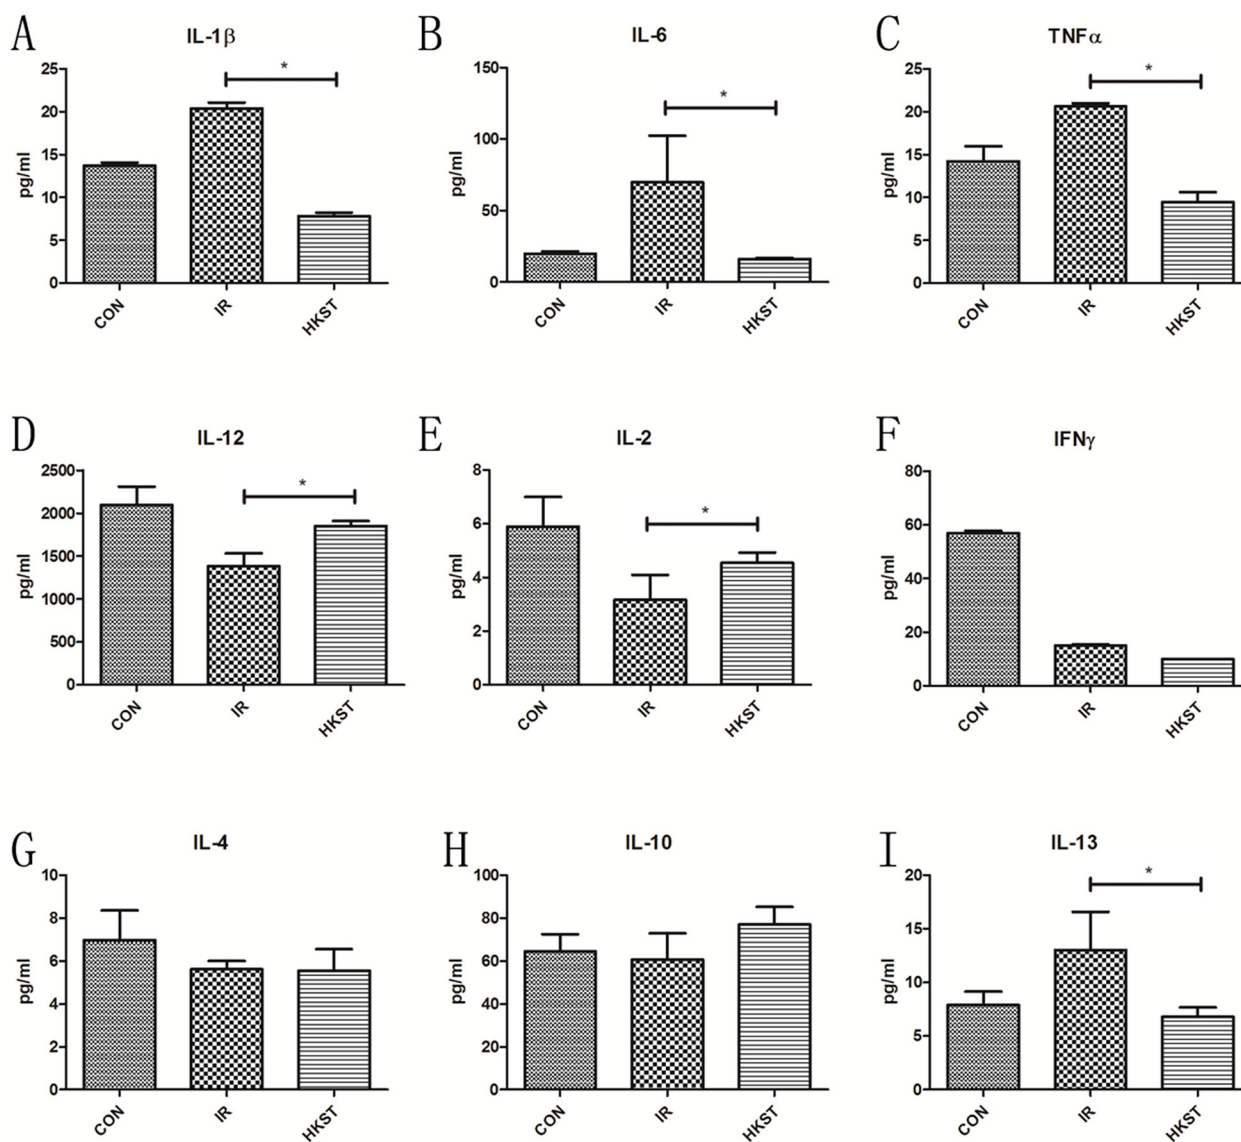 A
IL-1β
pg/ml
25
20
15
10
5
0
*
CON
IR
HKST
B
IL-6
pg/ml
150
100
50
0
*
CON
IR
HKST
C
TNFα
pg/ml
25
20
15
10
5
0
*
CON
IR
HKST
D
IL-12
pg/ml
2500
2000
1500
1000
500
0
*
CON
IR
HKST
E
IL-2
pg/ml
8
6
4
2
0
*
CON
IR
HKST
F
IFNγ
pg/ml
80
60
40
20
0
CON
IR
HKST
G
IL-4
pg/ml
10
8
6
4
2
0
CON
IR
HKST
H
IL-10
pg/ml
100
80
60
40
20
0
CON
IR
HKST
I
IL-13
pg/ml
20
15
10
5
0
*
CON
IR
HKST